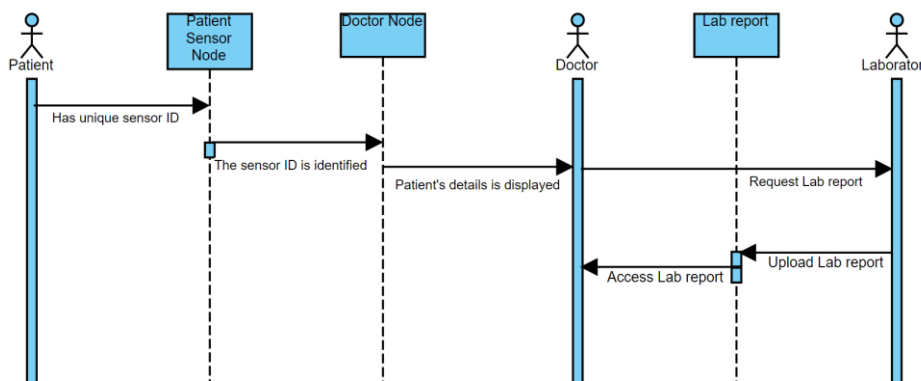 Patient
Sensor
Node
Doctor Node
Lab report
Patient
Doctor
Laborator
Has unique sensor ID
The sensor ID is identified
Patient's details is displayed
Request Lab report
Upload Lab report
Access Lab report